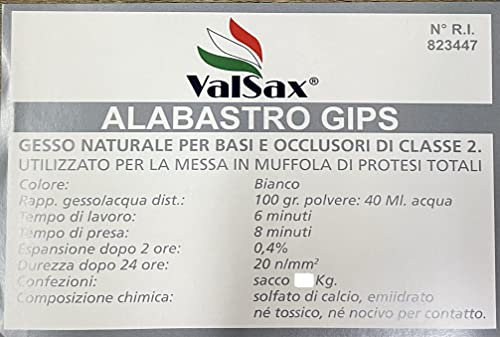 N° R.I.
823447
ValSax®
ALABASTRO GIPS
GESSO NATURALE PER BASI E OCCLUSORI DI CLASSE 2.
UTILIZZATO PER LA MESSA IN MUFFOLA DI PROTESI TOTALI
Colore: Bianco
Rapp. gesso/acqua dist.: 100 gr. polvere: 40 Ml. acqua
Tempo di lavoro: 6 minuti
Tempo di presa: 8 minuti
Espansione dopo 2 ore: 0,4%
Durezza dopo 24 ore: 20 n/mm²
Confezioni: sacco Kg.
Composizione chimica: solfato di calcio, emiidrato
né tossico, né nocivo per contatto.